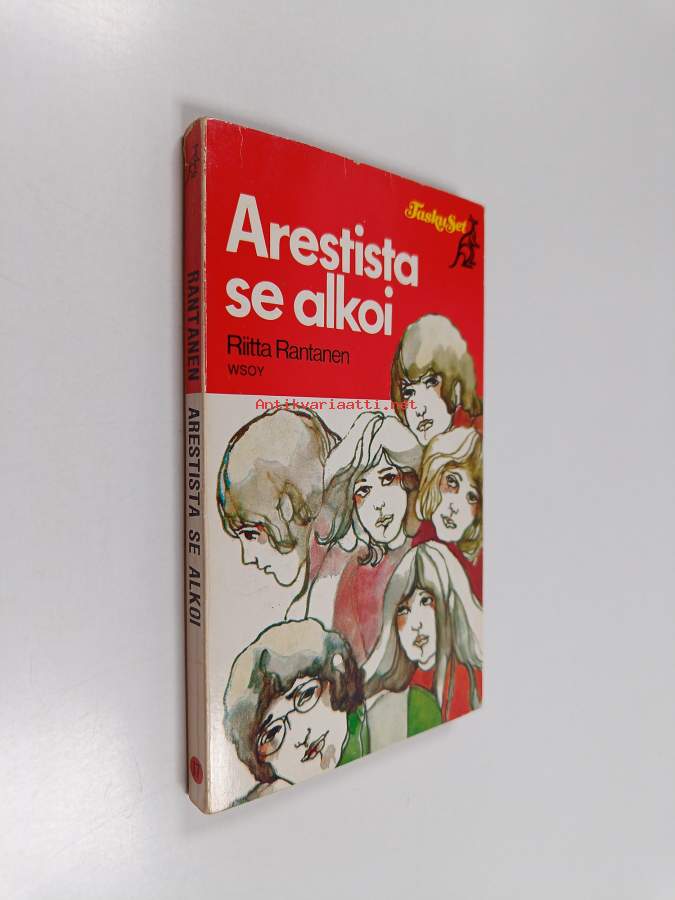 TaskuSet
Arestista
se alkoi
Riitta Rantanen
WSOY
Antikvariaatti.net
RANTANEN ARESTISTA SE ALKOI